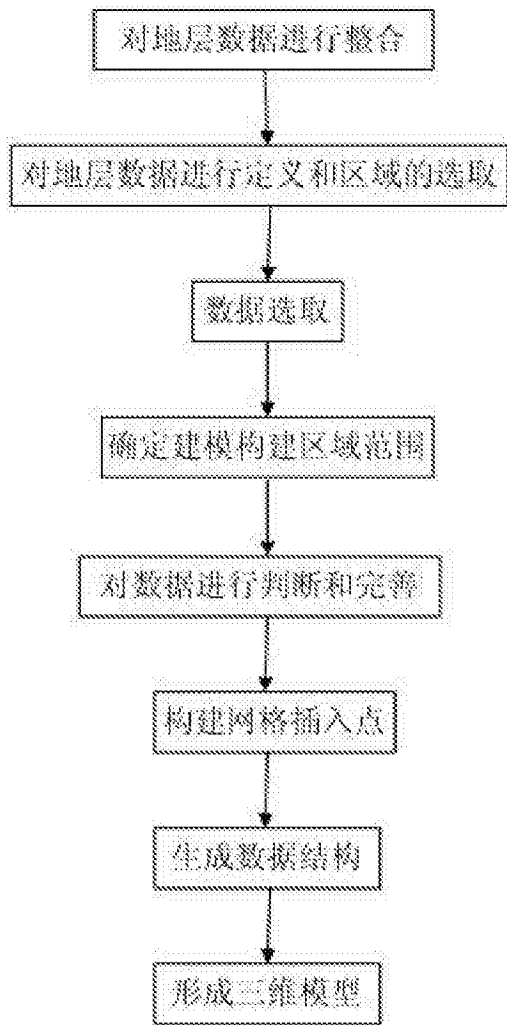 对地层数据进行整合
对地层数据进行定义和区域的选取
数据选取
确定建模构建区域范围
对数据进行判断和完善
构建网格插入点
生成数据结构
形成三维模型